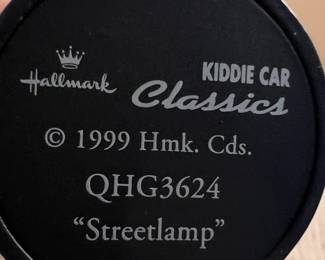 Hallmark KIDDIE CAR
Classics
© 1999 Hmk. Cds.
QHG3624
"Streetlamp"